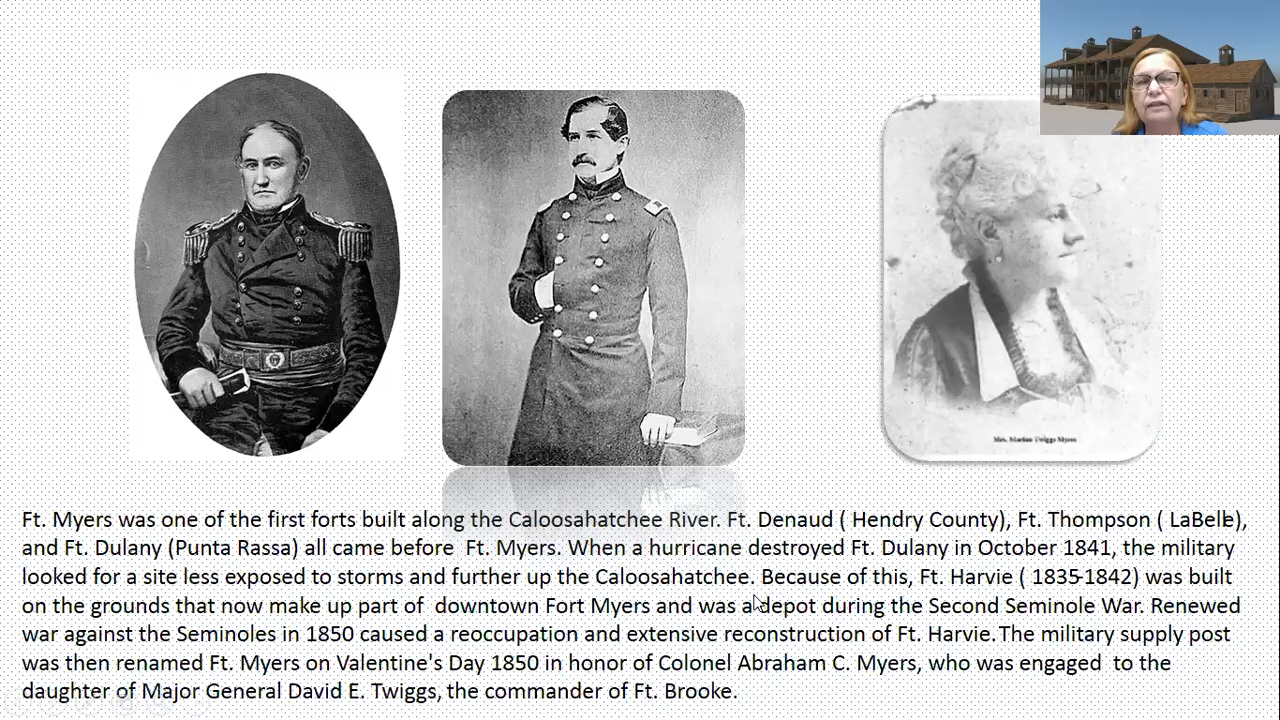 Mrs. Marian Twiggs Myers
Ft. Myers was one of the first forts built along the Caloosahatchee River. Ft. Denaud ( Hendry County), Ft. Thompson ( LaBelle),
and Ft. Dulany (Punta Rassa) all came before  Ft. Myers. When a hurricane destroyed Ft. Dulany in October 1841, the military
looked for a site less exposed to storms and further up the Caloosahatchee. Because of this, Ft. Harvie ( 1835-1842) was built
on the grounds that now make up part of  downtown Fort Myers and was a depot during the Second Seminole War. Renewed
war against the Seminoles in 1850 caused a reoccupation and extensive reconstruction of Ft. Harvie. The military supply post
was then renamed Ft. Myers on Valentine's Day 1850 in honor of Colonel Abraham C. Myers, who was engaged  to the
daughter of Major General David E. Twiggs, the commander of Ft. Brooke.